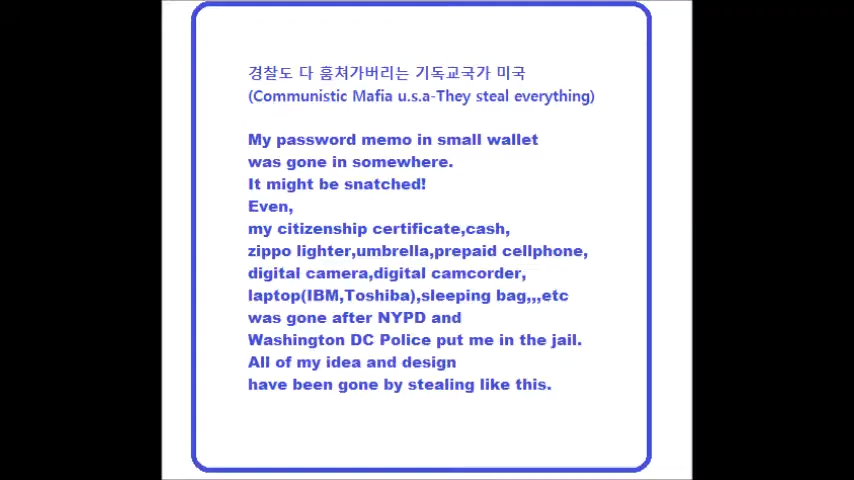 경찰도 다 훔쳐가버리는 기독교국가 미국
(Communistic Mafia u.s.a-They steal everything)
My password memo in small wallet
was gone in somewhere.
It might be snatched!
Even,
my citizenship certificate,cash,
zippo lighter,umbrella,prepaid cellphone,
digital camera,digital camcorder,
laptop(IBM,Toshiba),sleeping bag,,,etc
was gone after NYPD and
Washington DC Police put me in the jail.
All of my idea and design
have been gone by stealing like this.